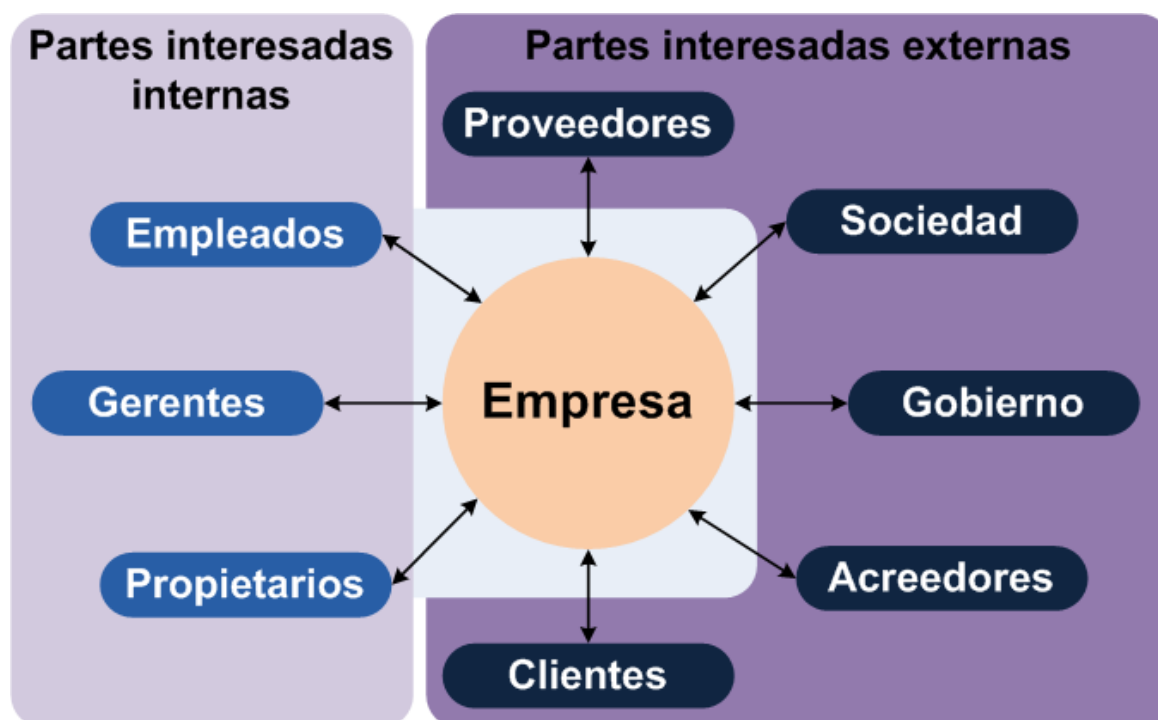 Partes interesadas
internas
Partes interesadas externas
Proveedores
Empleados
Sociedad
Gerentes
Empresa
Gobierno
Propietarios
Acreedores
Clientes